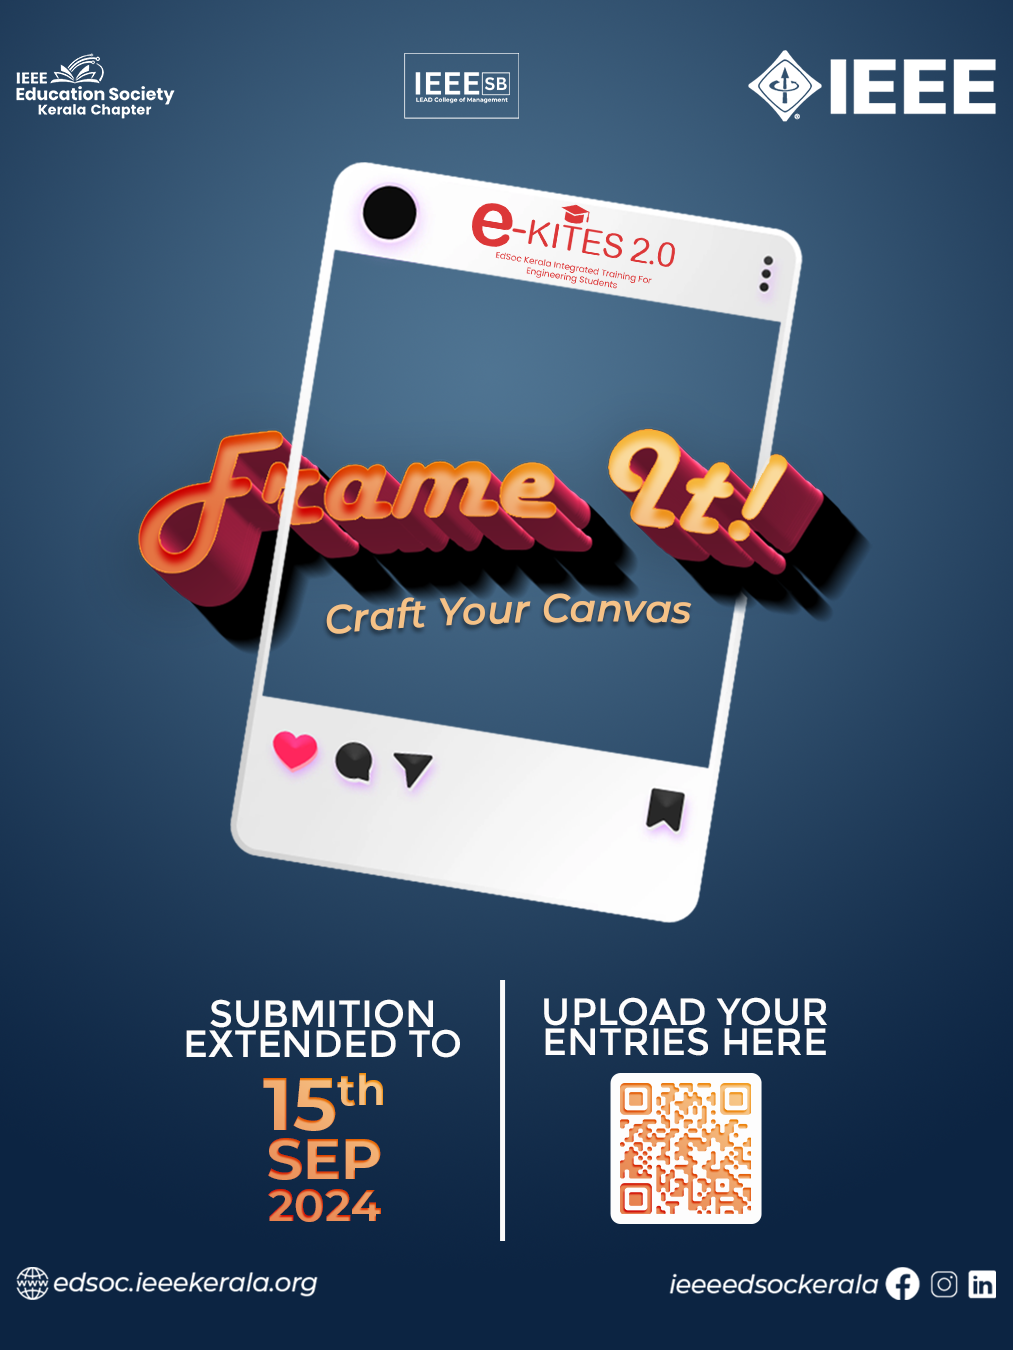 IEEE
Education Society
Kerala Chapter
IEEE SB
LEAD College of Management
IEEE
e-KITES 2.0
EdSoc Kerala Integrated Training For
Engineering Students
Frame It!
Craft Your Canvas
SUBMITION
EXTENDED TO
15th
SEP
2024
UPLOAD YOUR
ENTRIES HERE
www edsoc.ieeekerala.org
ieeeedsockerala